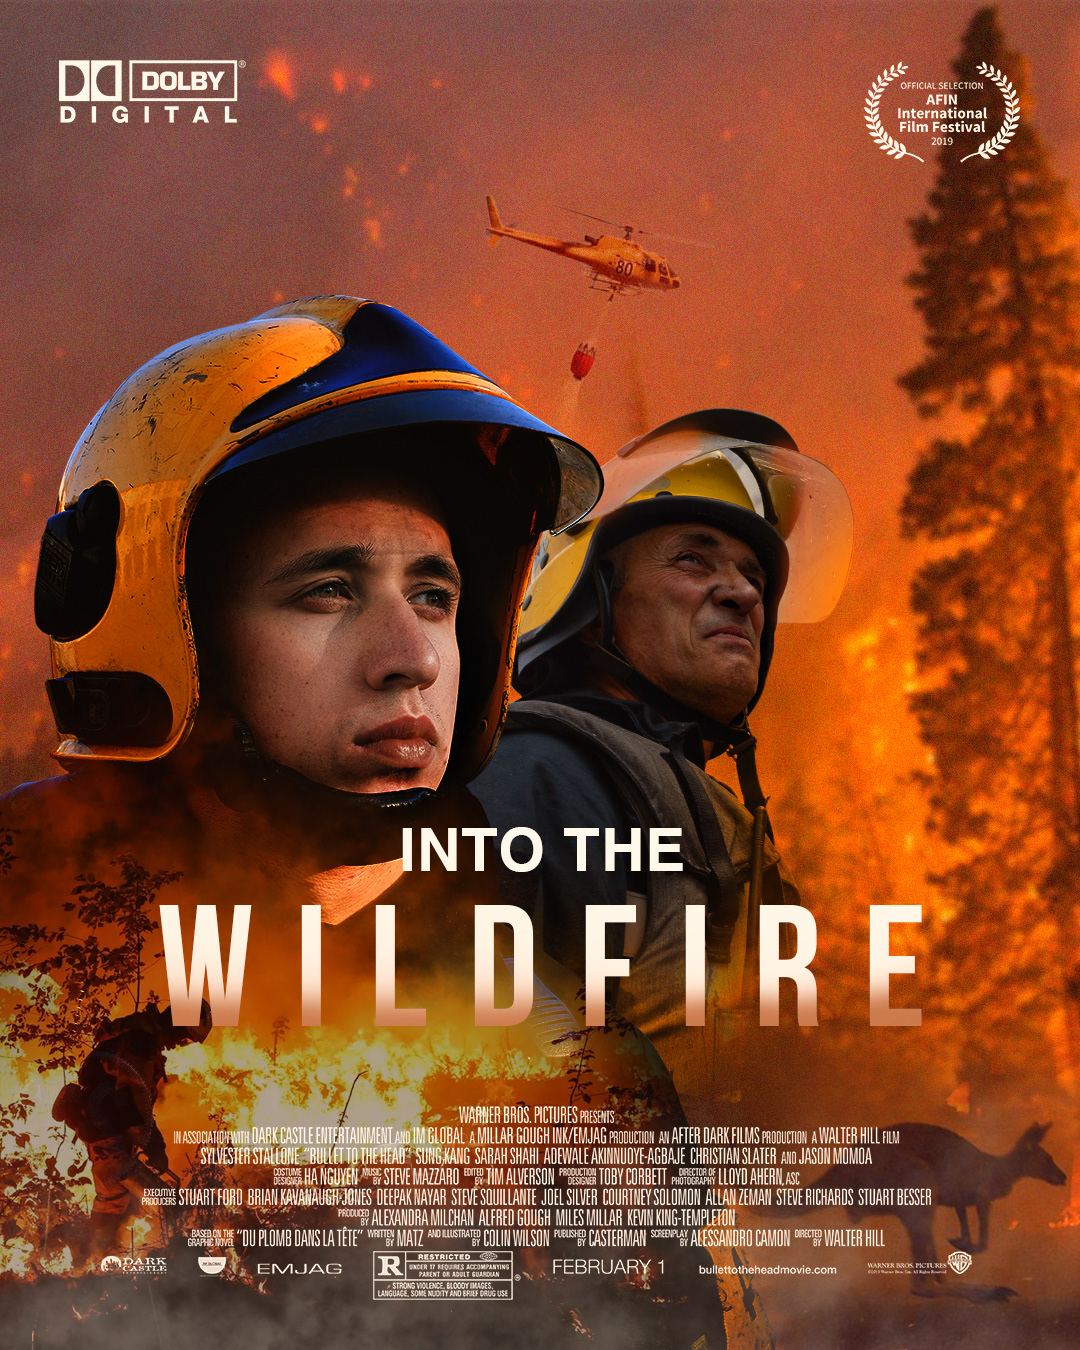 DOLBY®
DIGITAL
OFFICIAL SELECTION
AFIN
International
Film Festival
2019
80
INTO THE
WILDFIRE
WARNER BROS. PICTURES PRESENTS
IN ASSOCIATION WITH DARK CASTLE ENTERTAINMENT AND IM GLOBAL A MILLAR GOUGH INK/EMJAG PRODUCTION AN AFTER DARK FILMS PRODUCTION A WALTER HILL FILM
SYLVESTER STALLONE "BULLET TO THE HEAD" SUNG KANG SARAH SHAHI ADEWALE AKINNUOYE-AGBAJE CHRISTIAN SLATER AND JASON MOMOA
COSTUME DESIGNER HA NGUYEN MUSIC BY STEVE MAZZARO EDITED BY TIM ALVERSON PRODUCTION DESIGNER TOBY CORBETT DIRECTOR OF PHOTOGRAPHY LLOYD AHERN, ASC
EXECUTIVE PRODUCERS STUART FORD BRIAN KAVANAUGH-JONES DEEPAK NAYAR STEVE SQUILLANTE JOEL SILVER COURTNEY SOLOMON ALLAN ZEMAN STEVE RICHARDS STUART BESSER
PRODUCED BY ALEXANDRA MILCHAN ALFRED GOUGH MILES MILLAR KEVIN KING-TEMPLETON
BASED ON THE GRAPHIC NOVEL "DU PLOMB DANS LA TÊTE" WRITTEN BY MATZ AND ILLUSTRATED BY COLIN WILSON PUBLISHED BY CASTERMAN SCREENPLAY BY ALESSANDRO CAMON DIRECTED BY WALTER HILL
DARK CASTLE
EMJAG
R RESTRICTED
UNDER 17 REQUIRES ACCOMPANYING
PARENT OR ADULT GUARDIAN
STRONG VIOLENCE, BLOODY IMAGES,
LANGUAGE, SOME NUDITY AND BRIEF DRUG USE
®
FEBRUARY 1
bullettotheheadmovie.com
WARNER BROS. PICTURES